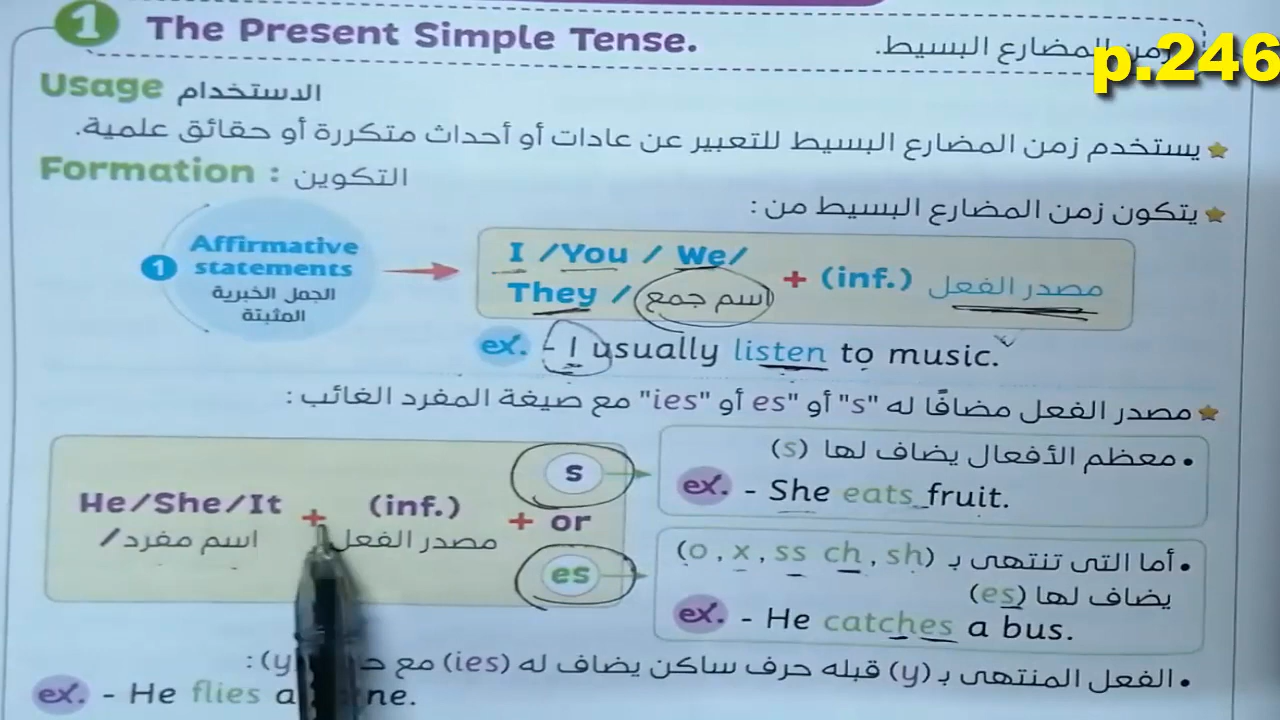 1 The Present Simple Tense.
زمن المضارع البسيط.
p.246
Usage الاستخدام
يستخدم زمن المضارع البسيط للتعبير عن عادات أو أحداث متكررة أو حقائق علمية.
Formation : التكوين
يتكون زمن المضارع البسيط من :
1 Affirmative statements
الجمل الخبرية المثبتة
I / You / We /
They / اسم جمع + (inf.) مصدر الفعل
ex. - I usually listen to music.
مصدر الفعل مضافًا له "s" أو "es" أو "ies" مع صيغة المفرد الغائب :
He/She/It + (inf.) + or
اسم مفرد / مصدر الفعل
s
es
• معظم الأفعال يضاف لها (s)
ex. - She eats fruit.
• أما التى تنتهى بـ (o , x , ss ch , sh)
يضاف لها (es)
ex. - He catches a bus.
• الفعل المنتهى بـ (y) قبله حرف ساكن يضاف له (ies) مع (y) :
ex. - He flies a